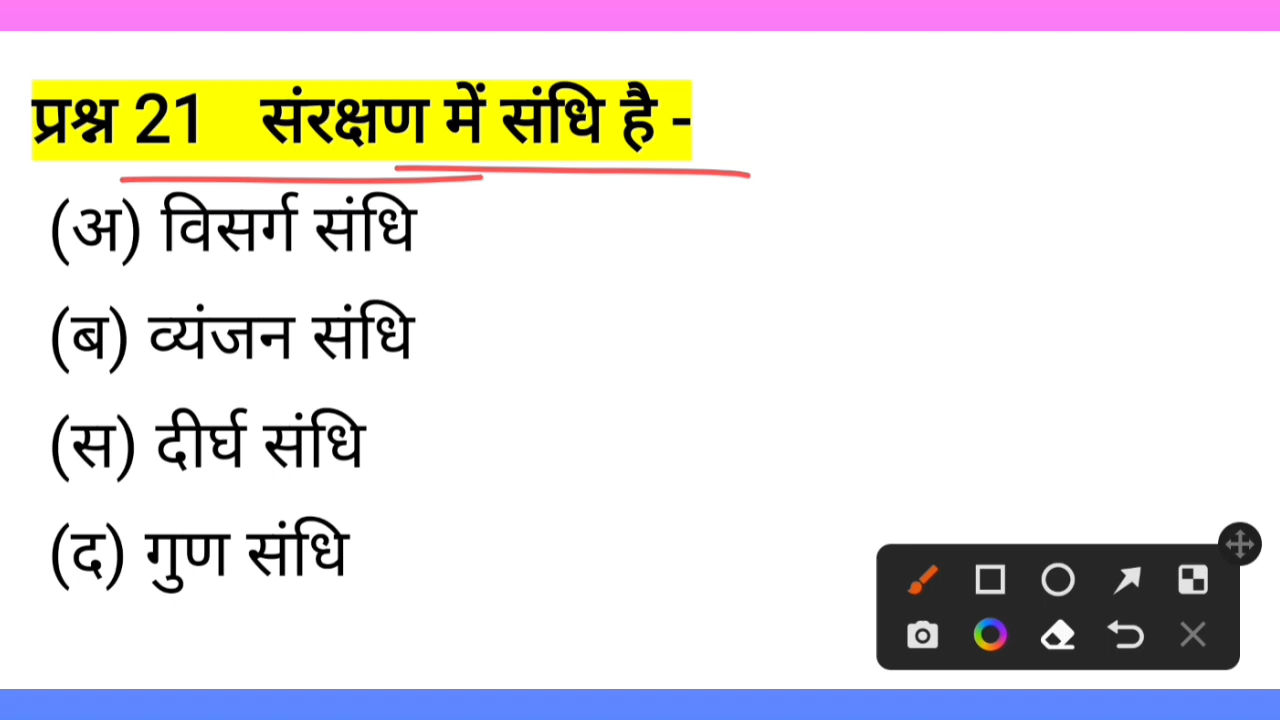 प्रश्न 21 संरक्षण में संधि है -
(अ) विसर्ग संधि
(ब) व्यंजन संधि
(स) दीर्घ संधि
(द) गुण संधि